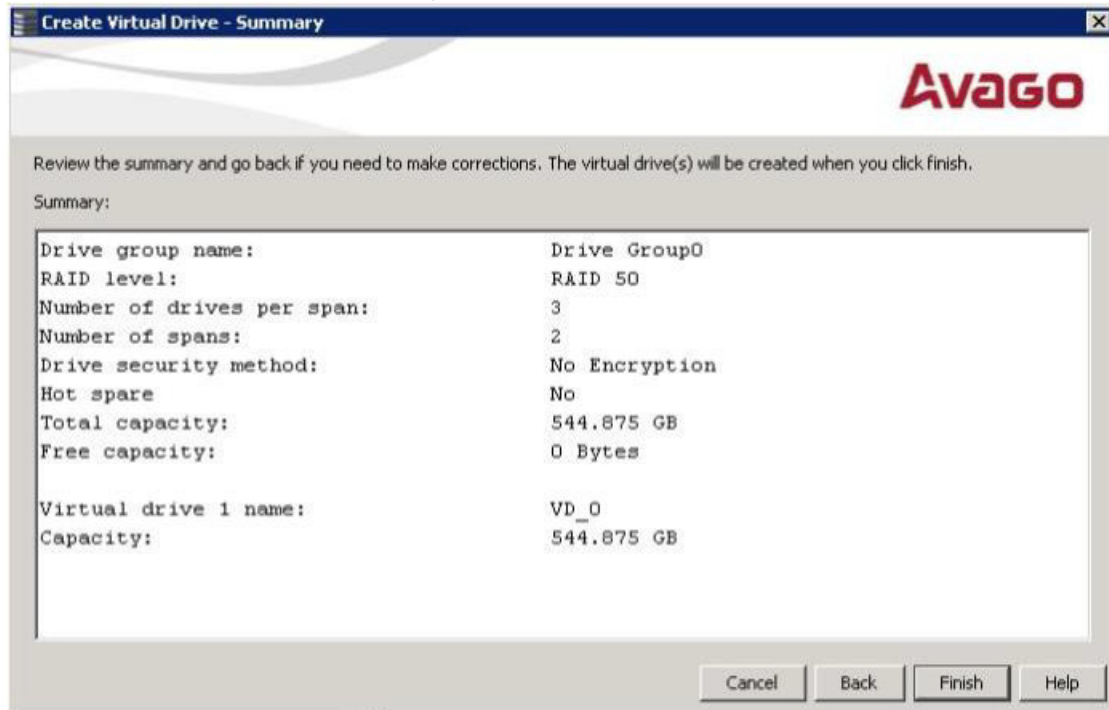 Create Virtual Drive - Summary
AVAGO
Review the summary and go back if you need to make corrections. The virtual drive(s) will be created when you click finish.
Summary:
Drive group name: Drive Group0
RAID level: RAID 50
Number of drives per span: 3
Number of spans: 2
Drive security method: No Encryption
Hot spare No
Total capacity: 544.875 GB
Free capacity: 0 Bytes
Virtual drive 1 name: VD_0
Capacity: 544.875 GB
Cancel Back Finish Help